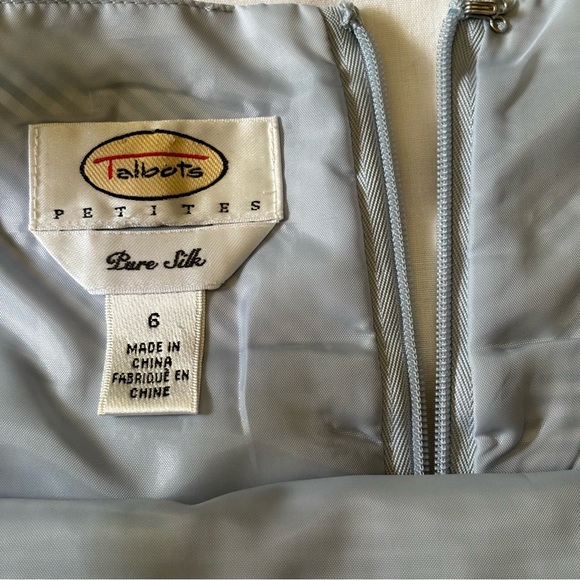 Talbots
PETITES
Pure Silk
6
MADE IN
CHINA
FABRIQUÉ EN
CHINE